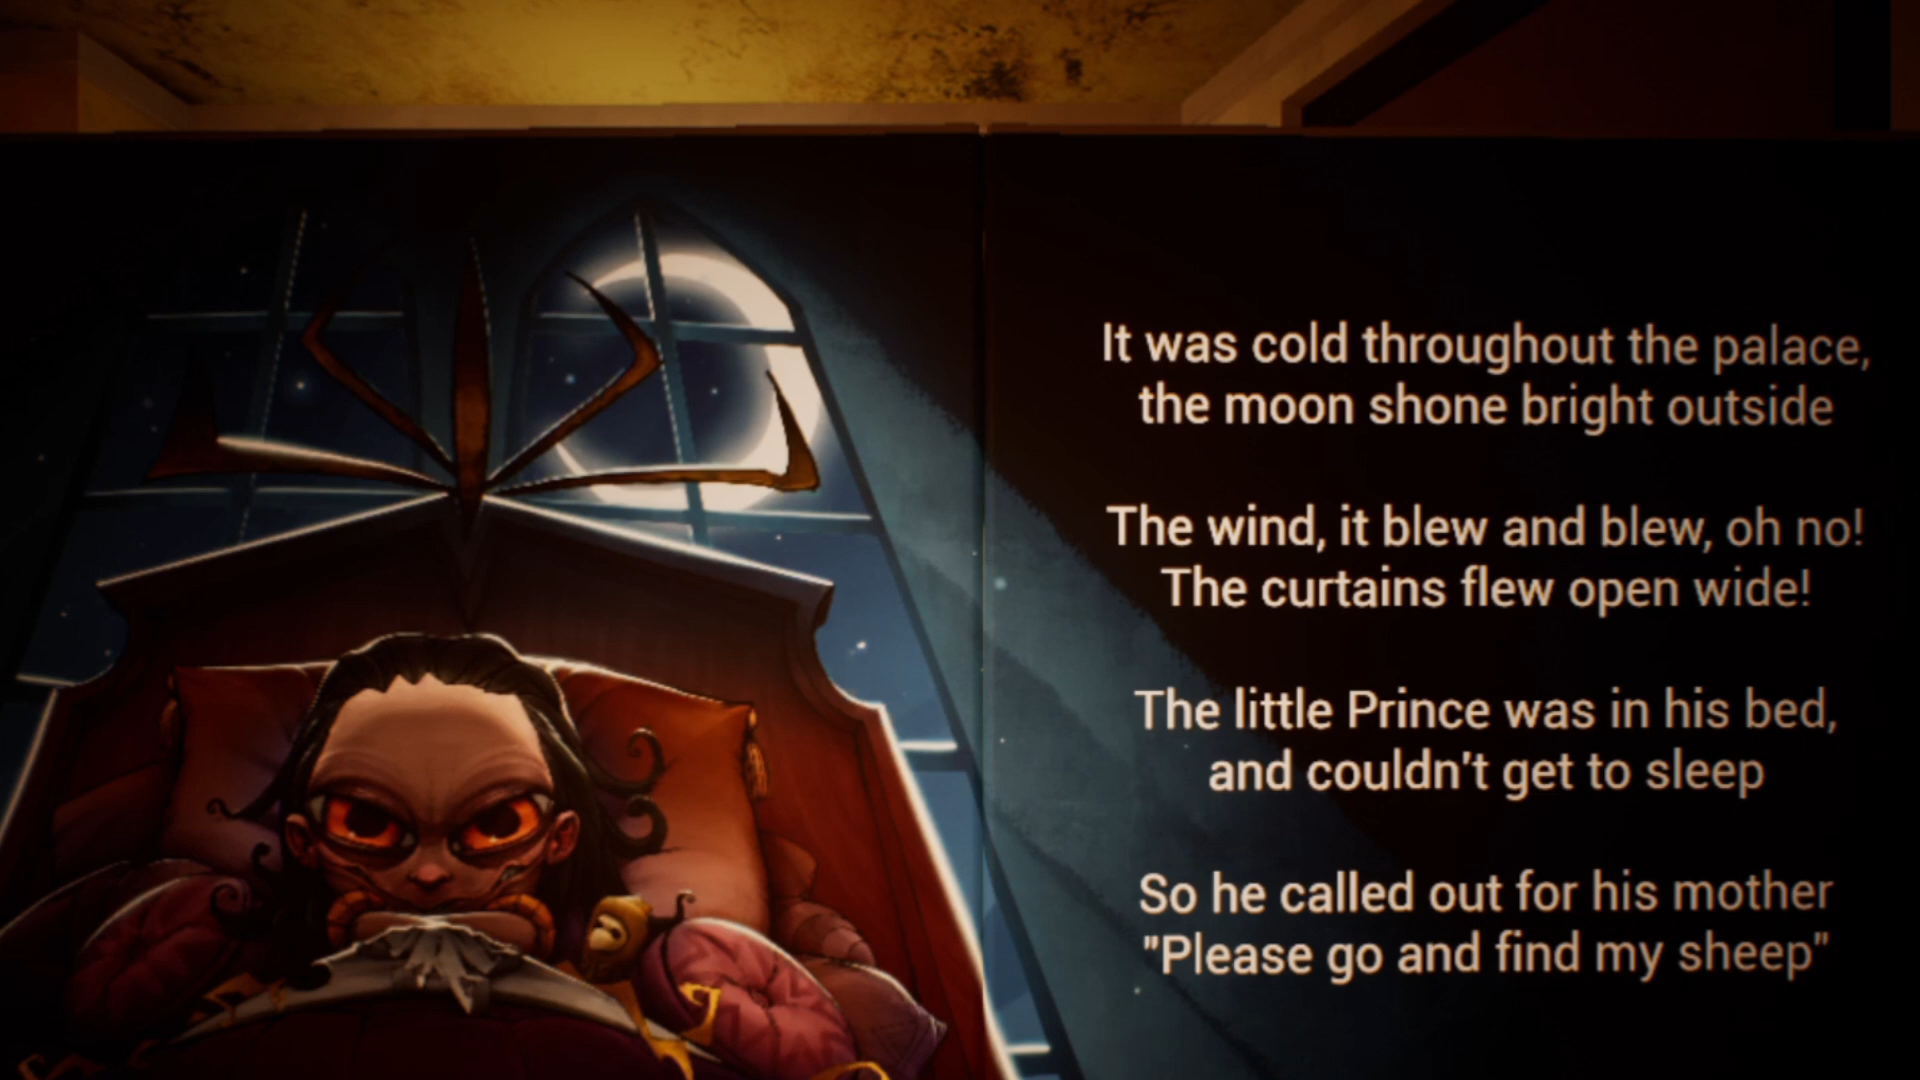 It was cold throughout the palace,
the moon shone bright outside
The wind, it blew and blew, oh no!
The curtains flew open wide!
The little Prince was in his bed,
and couldn't get to sleep
So he called out for his mother
"Please go and find my sheep"